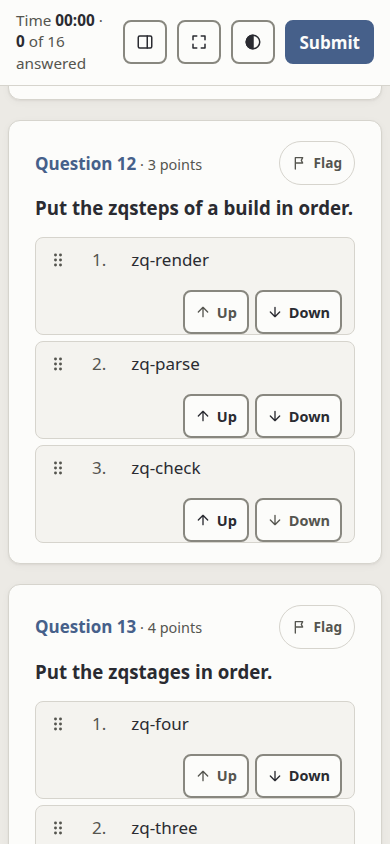 Time 00:00 ·
0 of 16
answered
Submit
Question 12 · 3 points
Flag
Put the zqsteps of a build in order.
1. zq-render
Up Down
2. zq-parse
Up Down
3. zq-check
Up Down
Question 13 · 4 points
Flag
Put the zqstages in order.
1. zq-four
Up Down
2. zq-three